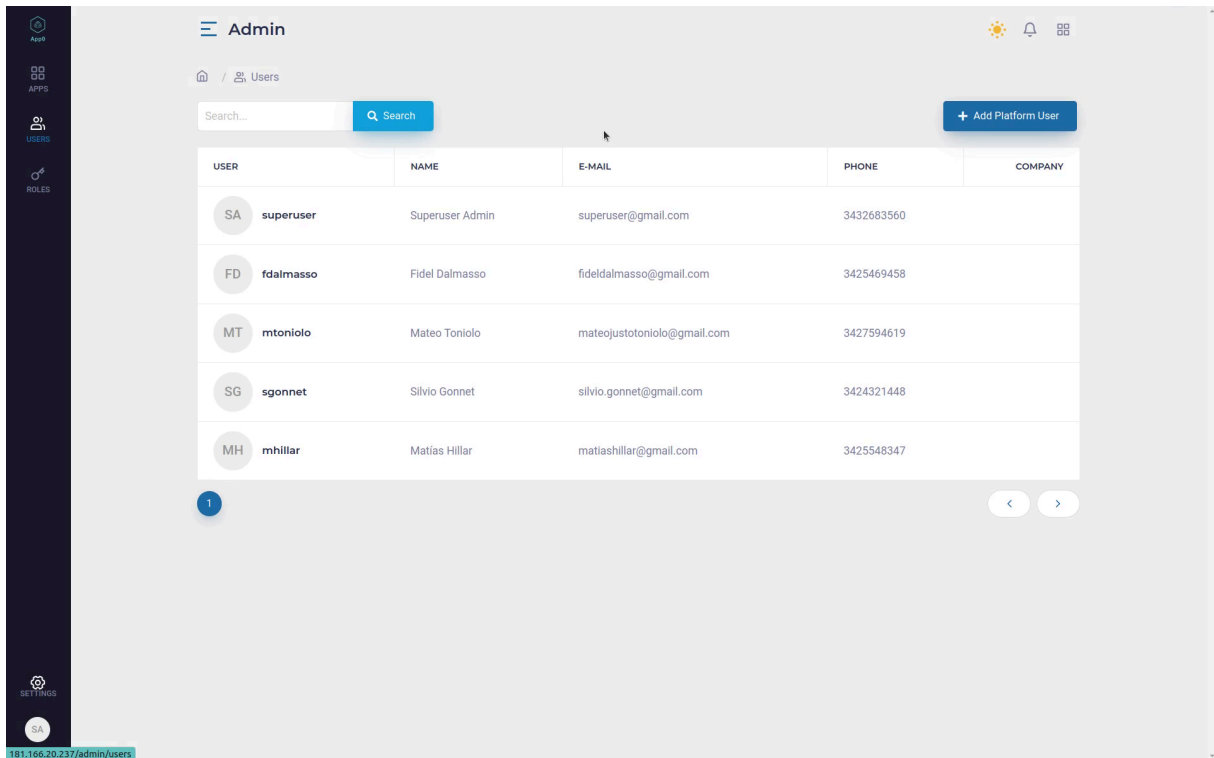 App0
APPS
USERS
ROLES
SETTINGS
SA
Admin
/ Users
Search...
Search
+ Add Platform User
USER NAME E-MAIL PHONE COMPANY
SA superuser Superuser Admin superuser@gmail.com 3432683560
FD fdalmasso Fidel Dalmasso fideldalmasso@gmail.com 3425469458
MT mtoniolo Mateo Toniolo mateojustotoniolo@gmail.com 3427594619
SG sgonnet Silvio Gonnet silvio.gonnet@gmail.com 3424321448
MH mhillar Matías Hillar matiashillar@gmail.com 3425548347
1
181.166.20.237/admin/users